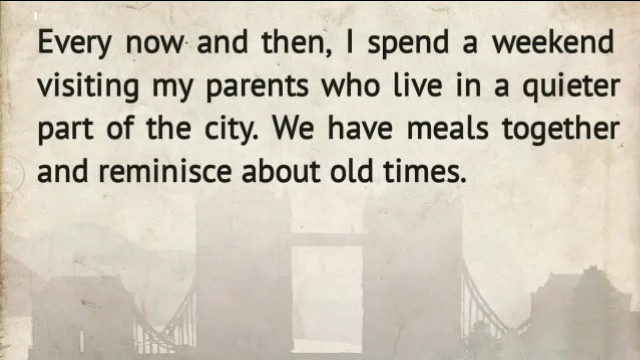 Every now and then, I spend a weekend
visiting my parents who live in a quieter
part of the city. We have meals together
and reminisce about old times.